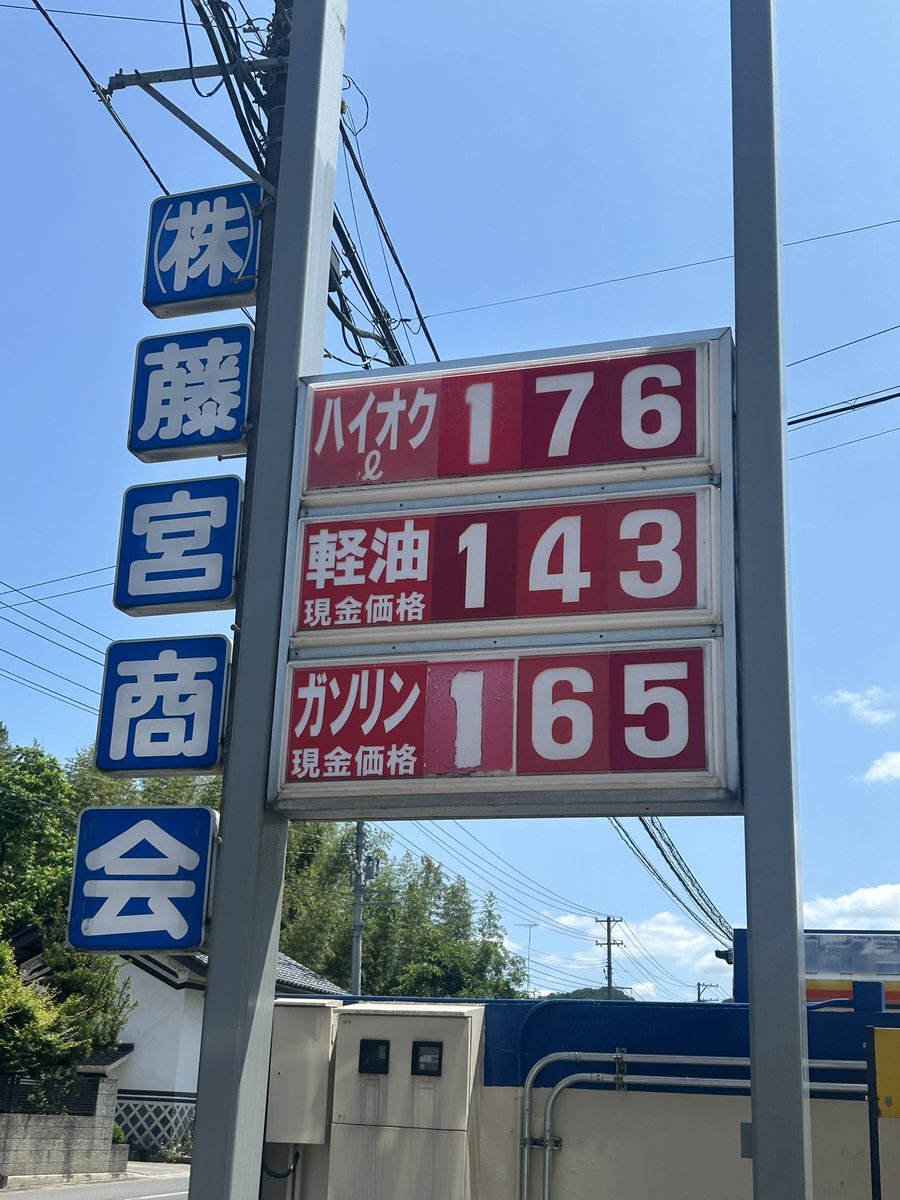 (株)藤宮商会
ハイオク ℓ 176
軽油 現金価格 143
ガソリン 現金価格 165